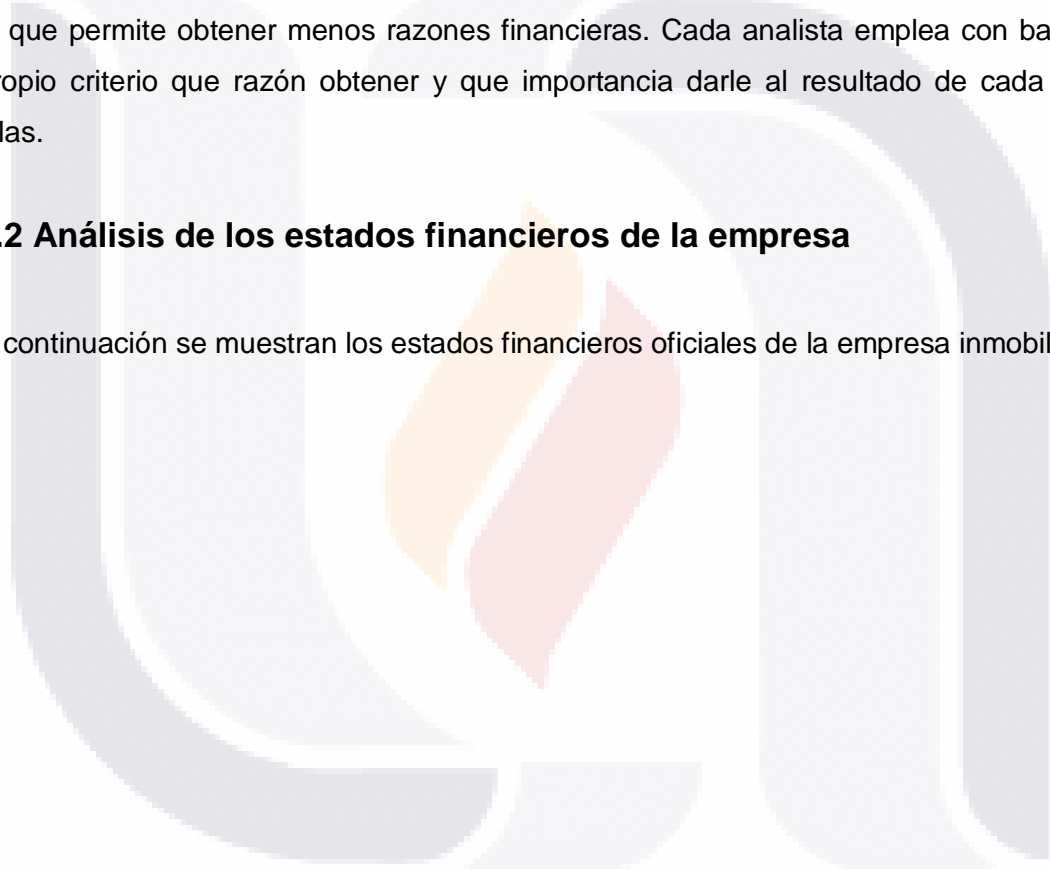 que permite obtener menos razones financieras. Cada analista emplea con ba
ropio criterio que razón obtener y que importancia darle al resultado de cada
las.
.2 Análisis de los estados financieros de la empresa
continuación se muestran los estados financieros oficiales de la empresa inmobil